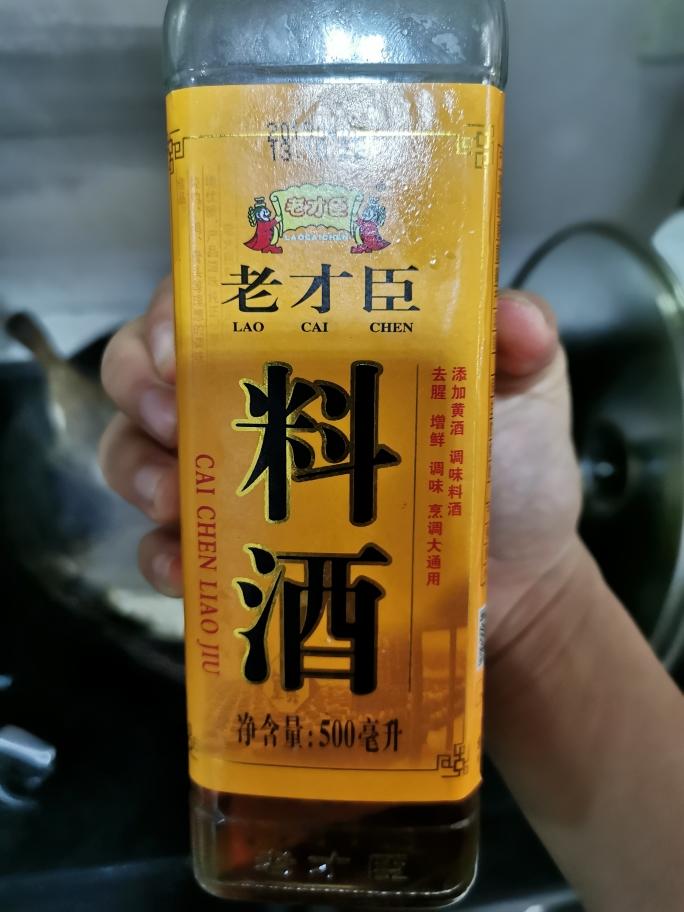 老才臣
LAOCAICHEN
老才臣
LAO CAI CHEN
料酒
添加黄酒 调味料酒
去腥 增鲜 调味 烹调大通用
CAI CHEN LIAO JIU
净含量:500毫升
老才臣